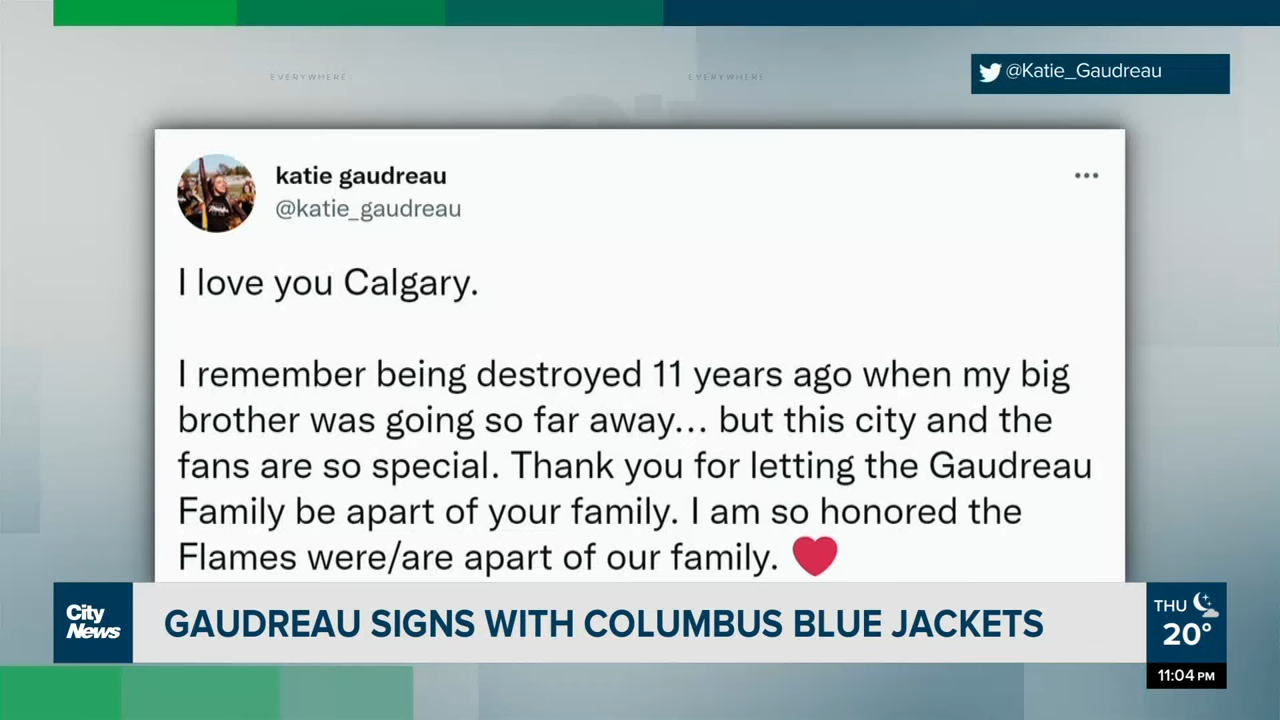 EVERYWHERE
EVERYWHERE
@Katie_Gaudreau
katie gaudreau
@katie_gaudreau
I love you Calgary.
I remember being destroyed 11 years ago when my big
brother was going so far away... but this city and the
fans are so special. Thank you for letting the Gaudreau
Family be apart of your family. I am so honored the
Flames were/are apart of our family. ❤️
City
News
GAUDREAU SIGNS WITH COLUMBUS BLUE JACKETS
THU
20°
11:04 PM